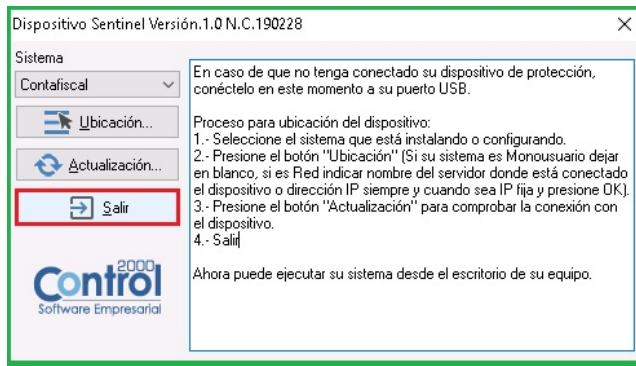 Dispositivo Sentinel Versión.1.0 N.C.190228
Sistema
Contafiscal
Ubicación...
Actualización...
Salir
Control
2000
Software Empresarial
En caso de que no tenga conectado su dispositivo de protección,
conéctelo en este momento a su puerto USB.
Proceso para ubicación del dispositivo:
1.- Seleccione el sistema que está instalando o configurando.
2.- Presione el botón "Ubicación" (Si su sistema es Monousuario dejar
en blanco, si es Red indicar nombre del servidor donde está conectado
el dispositivo o dirección IP siempre y cuando sea IP fija y presione OK).
3.- Presione el botón "Actualización" para comprobar la conexión con
el dispositivo.
4.- Salir
Ahora puede ejecutar su sistema desde el escritorio de su equipo.